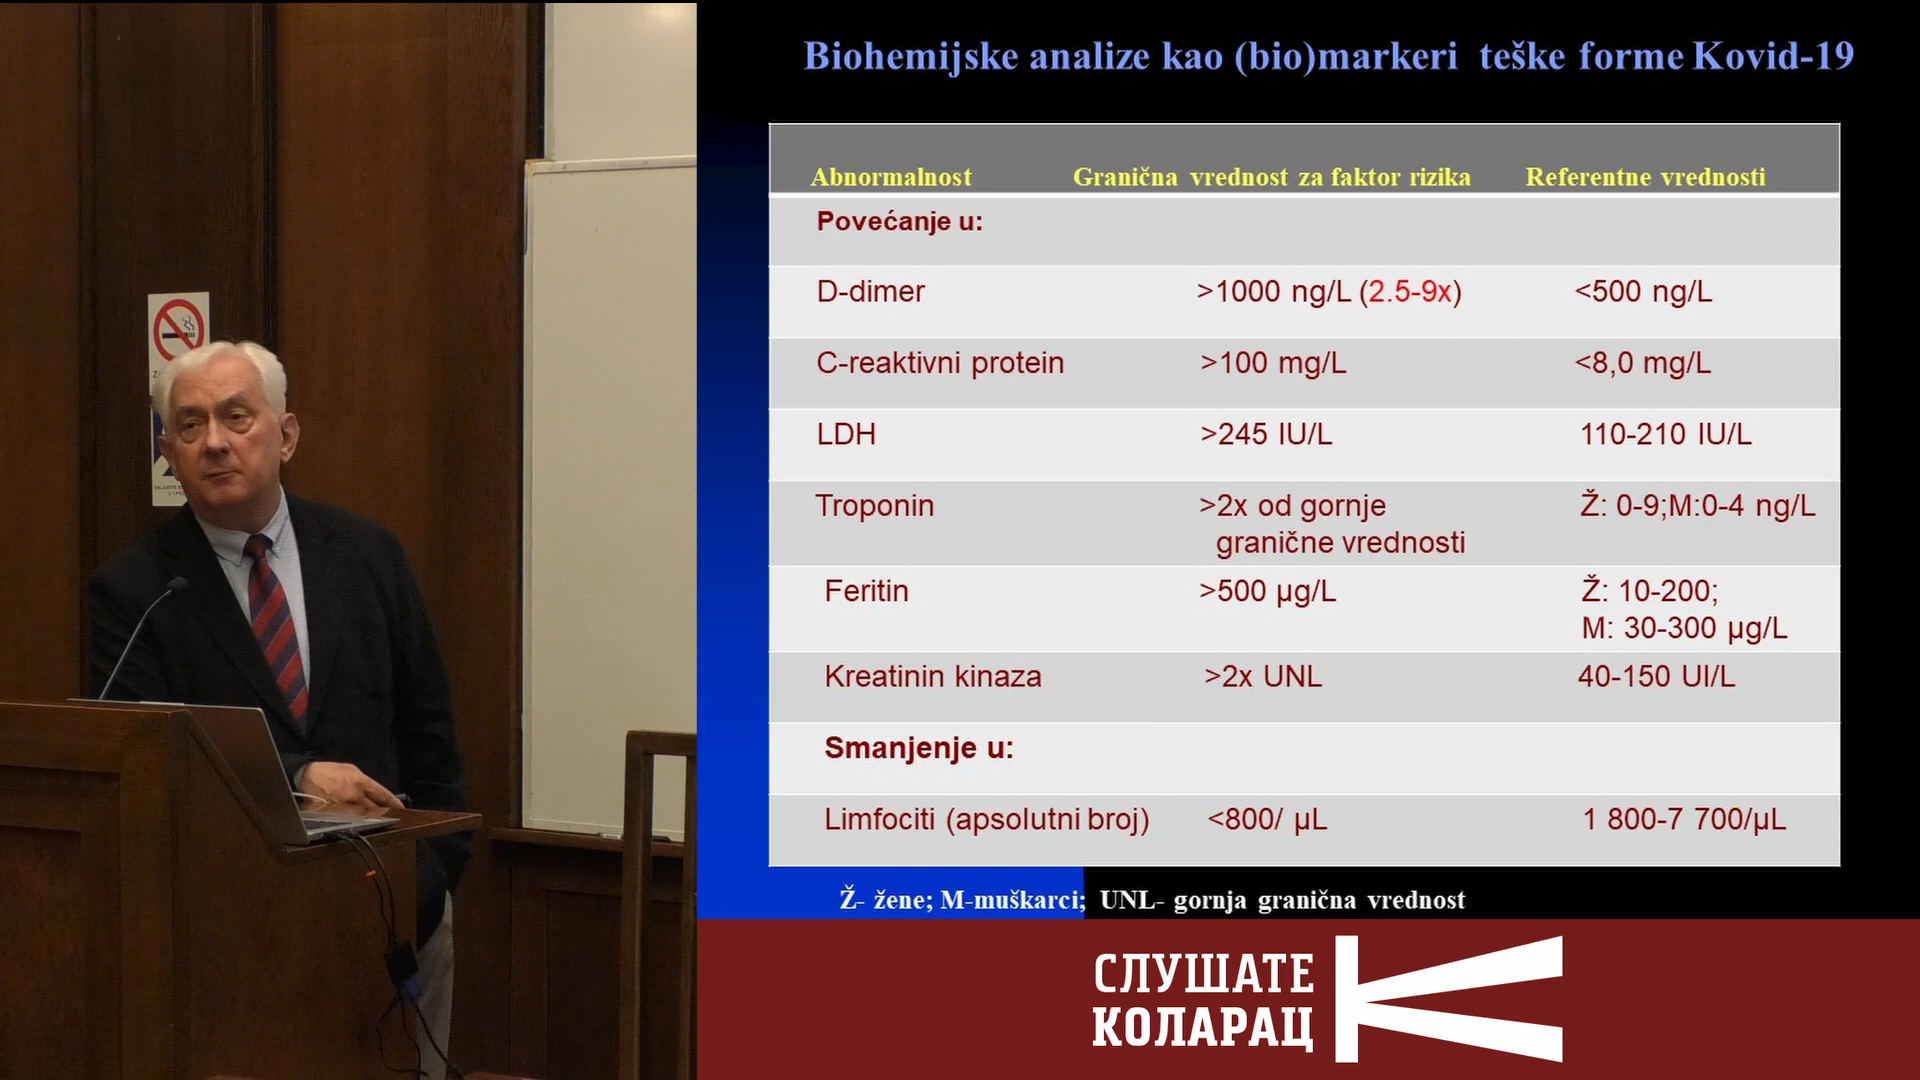 Biohemijske analize kao (bio)markeri teške forme Kovid-19
Abnormalnost Granična vrednost za faktor rizika Referentne vrednosti
Povećanje u:
D-dimer >1000 ng/L (2.5-9x) <500 ng/L
C-reaktivni protein >100 mg/L <8,0 mg/L
LDH >245 IU/L 110-210 IU/L
Troponin >2x od gornje granične vrednosti Ž: 0-9;M:0-4 ng/L
Feritin >500 µg/L Ž: 10-200;
M: 30-300 µg/L
Kreatinin kinaza >2x UNL 40-150 UI/L
Smanjenje u:
Limfociti (apsolutni broj) <800/ µL 1 800-7 700/µL
Ž- žene; M-muškarci; UNL- gornja granična vrednost
СЛУШАТЕ
КОЛАРАЦ